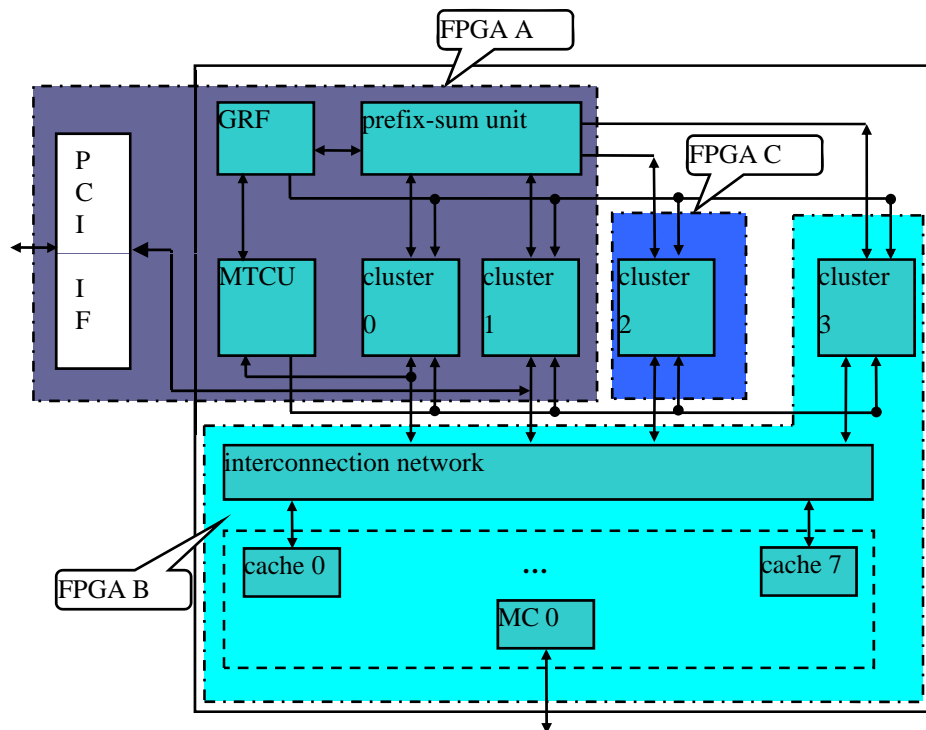 FPGA A
GRF
prefix-sum unit
FPGA C
P
C
I
I
F
MTCU
cluster
0
cluster
1
cluster
2
cluster
3
interconnection network
cache 0
...
cache 7
FPGA B
MC 0